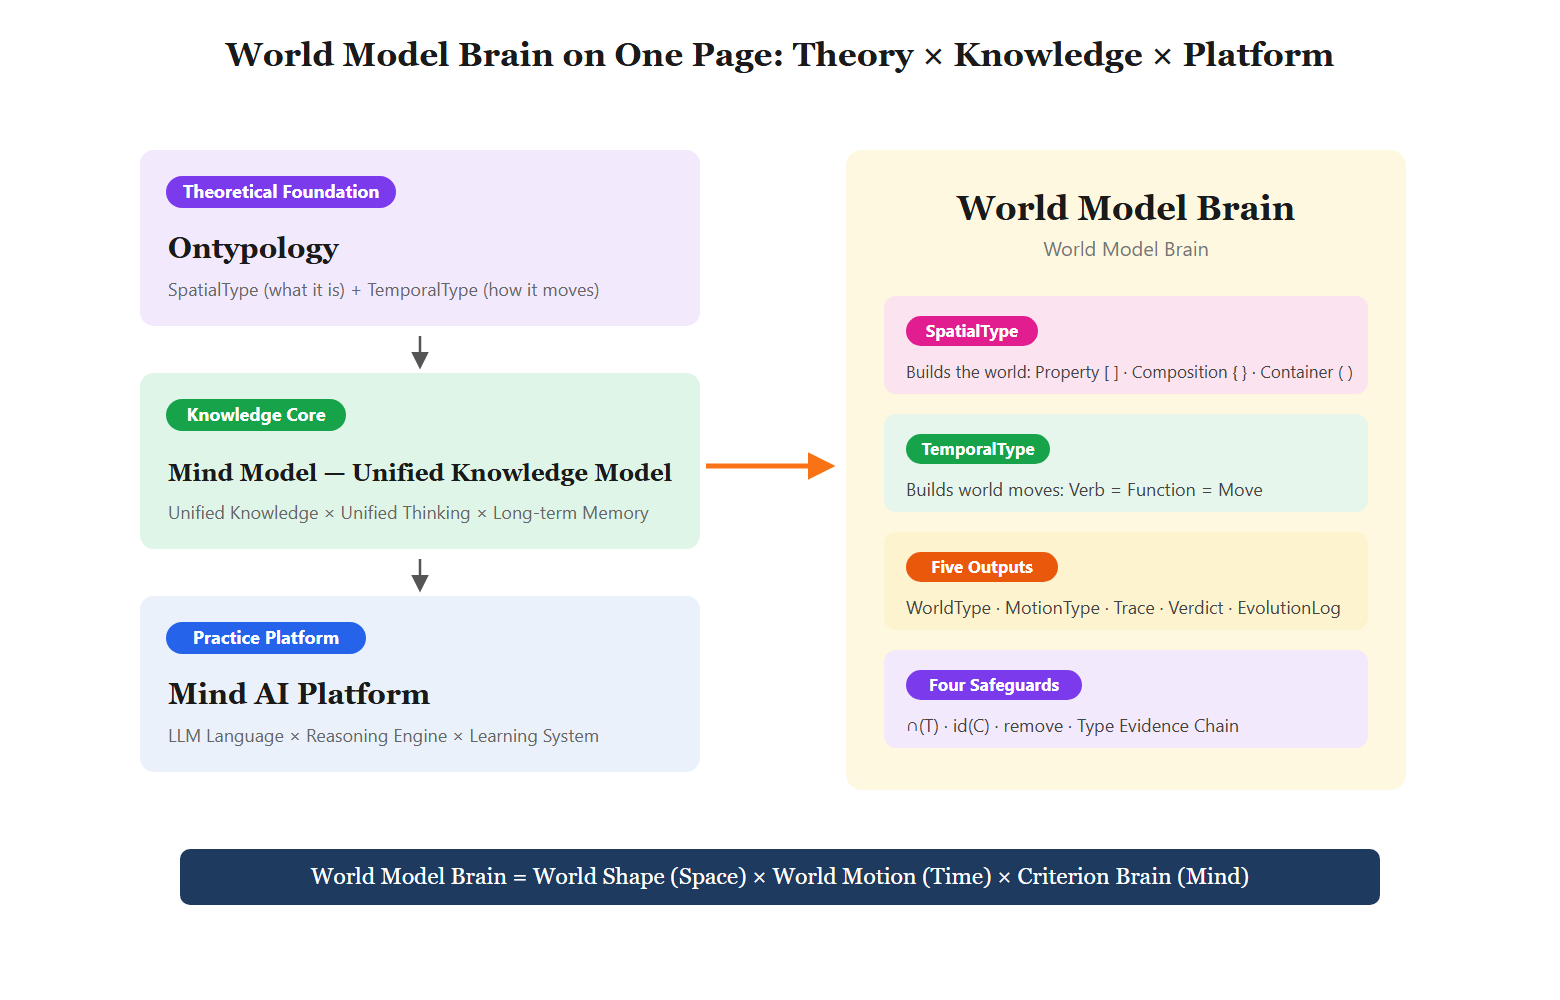 World Model Brain on One Page: Theory × Knowledge × Platform
Theoretical Foundation
Ontypology
SpatialType (what it is) + TemporalType (how it moves)
Knowledge Core
Mind Model — Unified Knowledge Model
Unified Knowledge × Unified Thinking × Long-term Memory
Practice Platform
Mind AI Platform
LLM Language × Reasoning Engine × Learning System
World Model Brain
World Model Brain
SpatialType
Builds the world: Property [ ] · Composition { } · Container ( )
TemporalType
Builds world moves: Verb = Function = Move
Five Outputs
WorldType · MotionType · Trace · Verdict · EvolutionLog
Four Safeguards
∩(T) · id(C) · remove · Type Evidence Chain
World Model Brain = World Shape (Space) × World Motion (Time) × Criterion Brain (Mind)